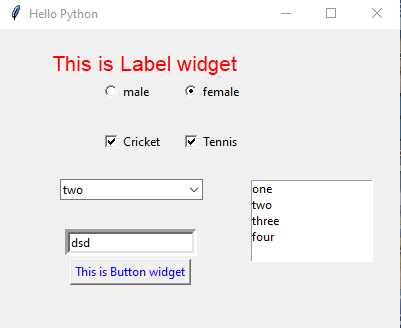 Hello Python
This is Label widget
male female
Cricket Tennis
two
one
two
three
four
dsd
This is Button widget